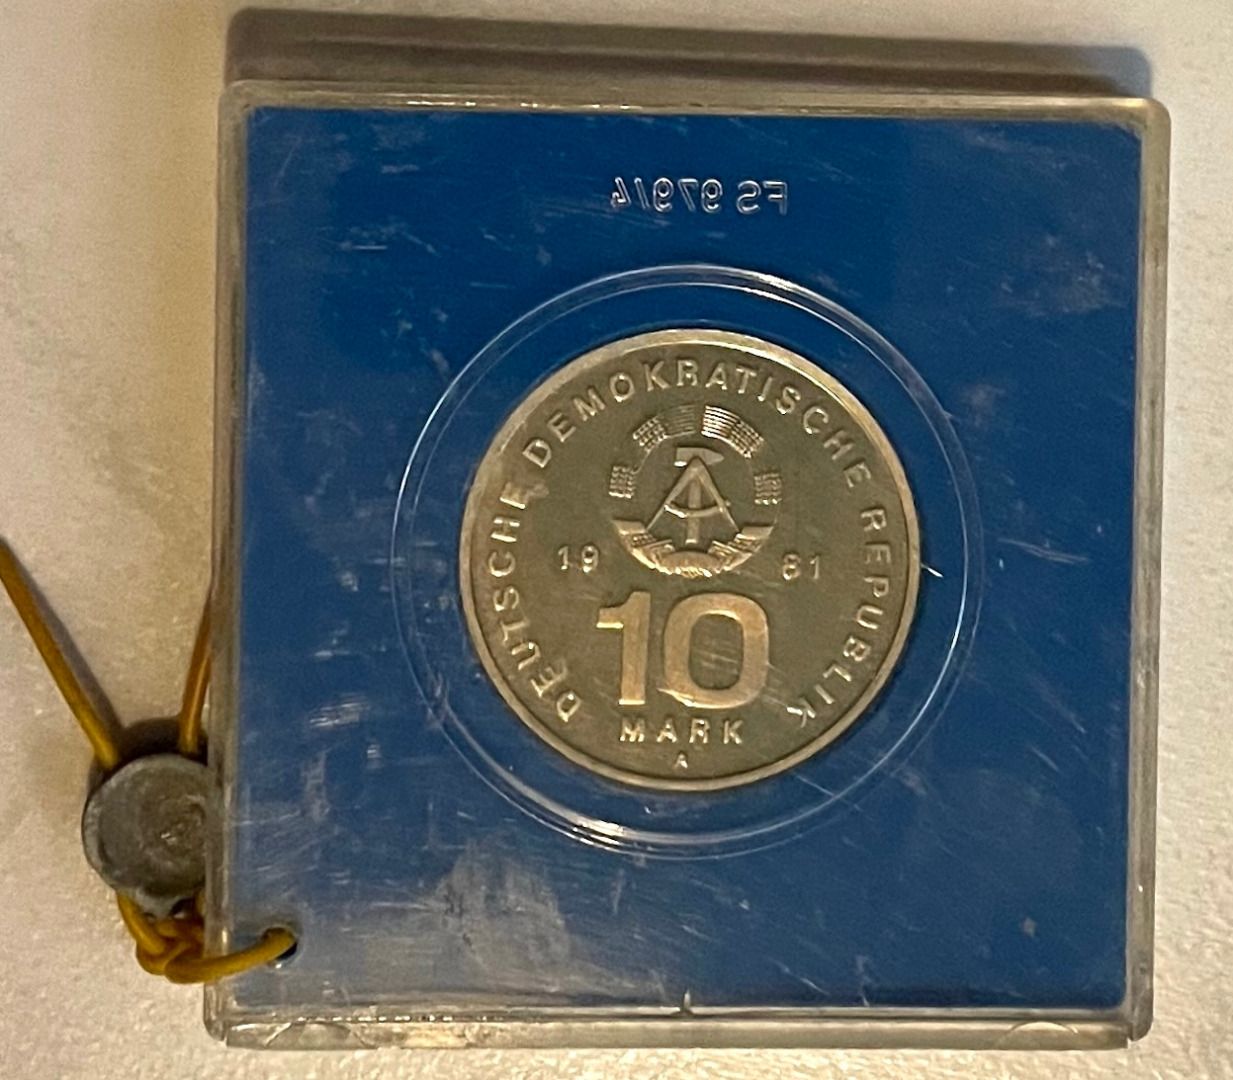 FS 979/4
DEUTSCHE DEMOKRATISCHE REPUBLIK
19 81
10
MARK
A